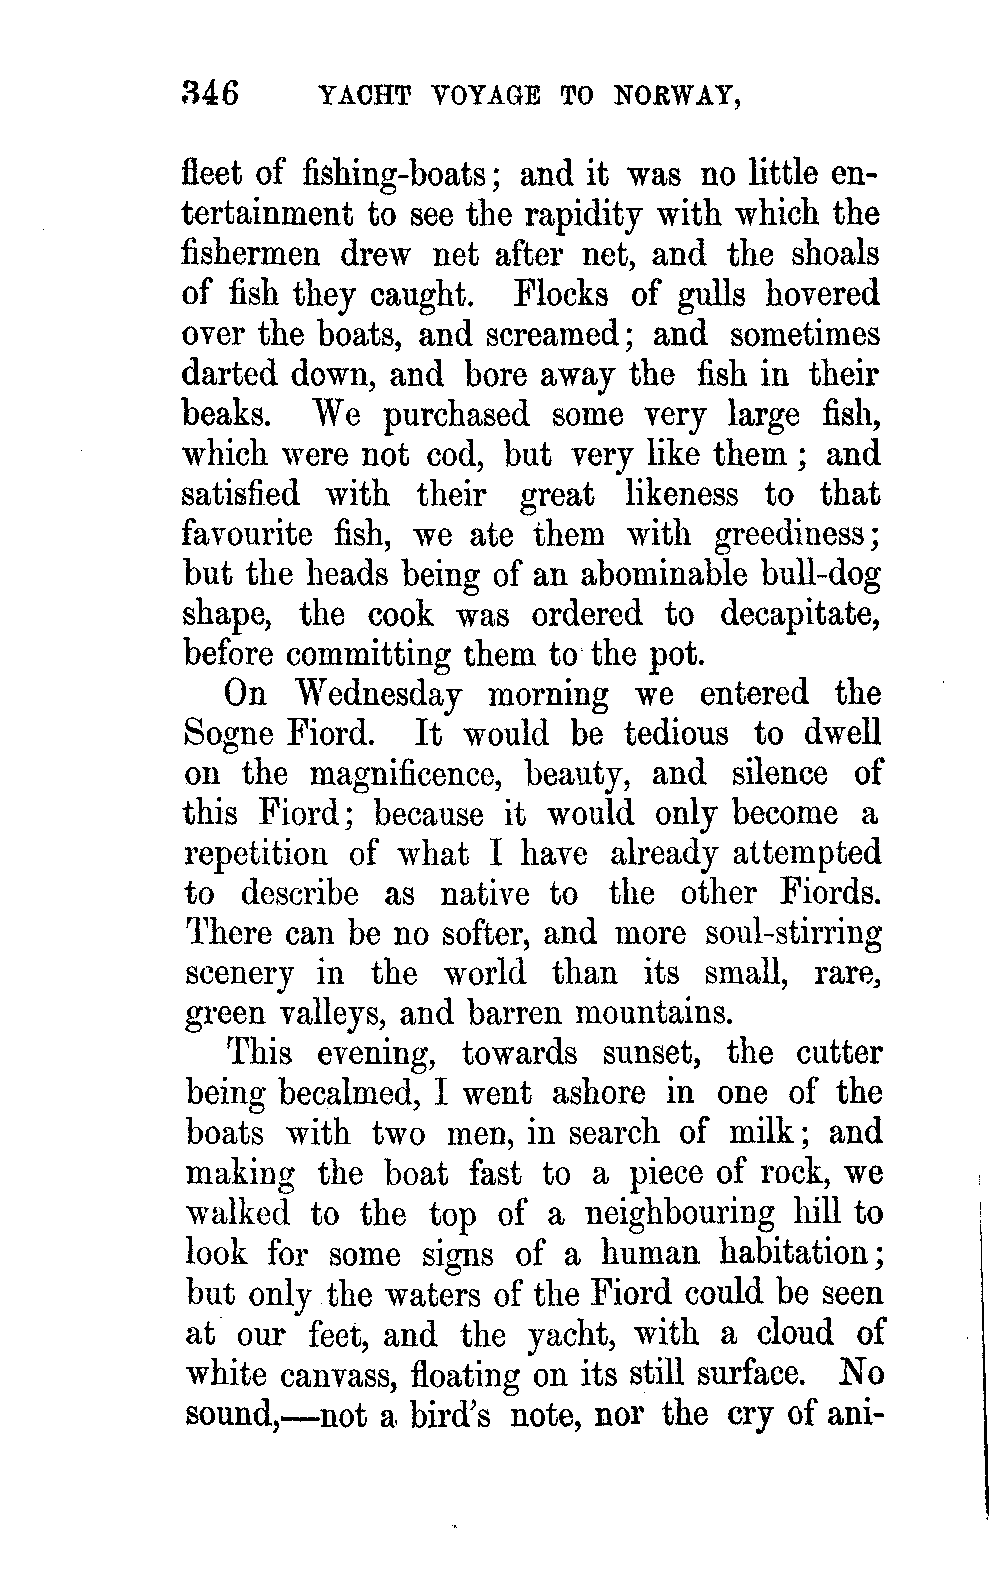 346 YACHT VOYAGE TO NORWAY,
fleet of fishing-boats; and it was no little en-
tertainment to see the rapidity with which the
fishermen drew net after net, and the shoals
of fish they caught. Flocks of gulls hovered
over the boats, and screamed; and sometimes
darted down, and bore away the fish in their
beaks. We purchased some very large fish,
which were not cod, but very like them; and
satisfied with their great likeness to that
favourite fish, we ate them with greediness;
but the heads being of an abominable bull-dog
shape, the cook was ordered to decapitate,
before committing them to the pot.
On Wednesday morning we entered the
Sogne Fiord. It would be tedious to dwell
on the magnificence, beauty, and silence of
this Fiord; because it would only become a
repetition of what I have already attempted
to describe as native to the other Fiords.
There can be no softer, and more soul-stirring
scenery in the world than its small, rare,
green valleys, and barren mountains.
This evening, towards sunset, the cutter
being becalmed, I went ashore in one of the
boats with two men, in search of milk; and
making the boat fast to a piece of rock, we
walked to the top of a neighbouring hill to
look for some signs of a human habitation;
but only the waters of the Fiord could be seen
at our feet, and the yacht, with a cloud of
white canvass, floating on its still surface. No
sound,—not a bird's note, nor the cry of ani-